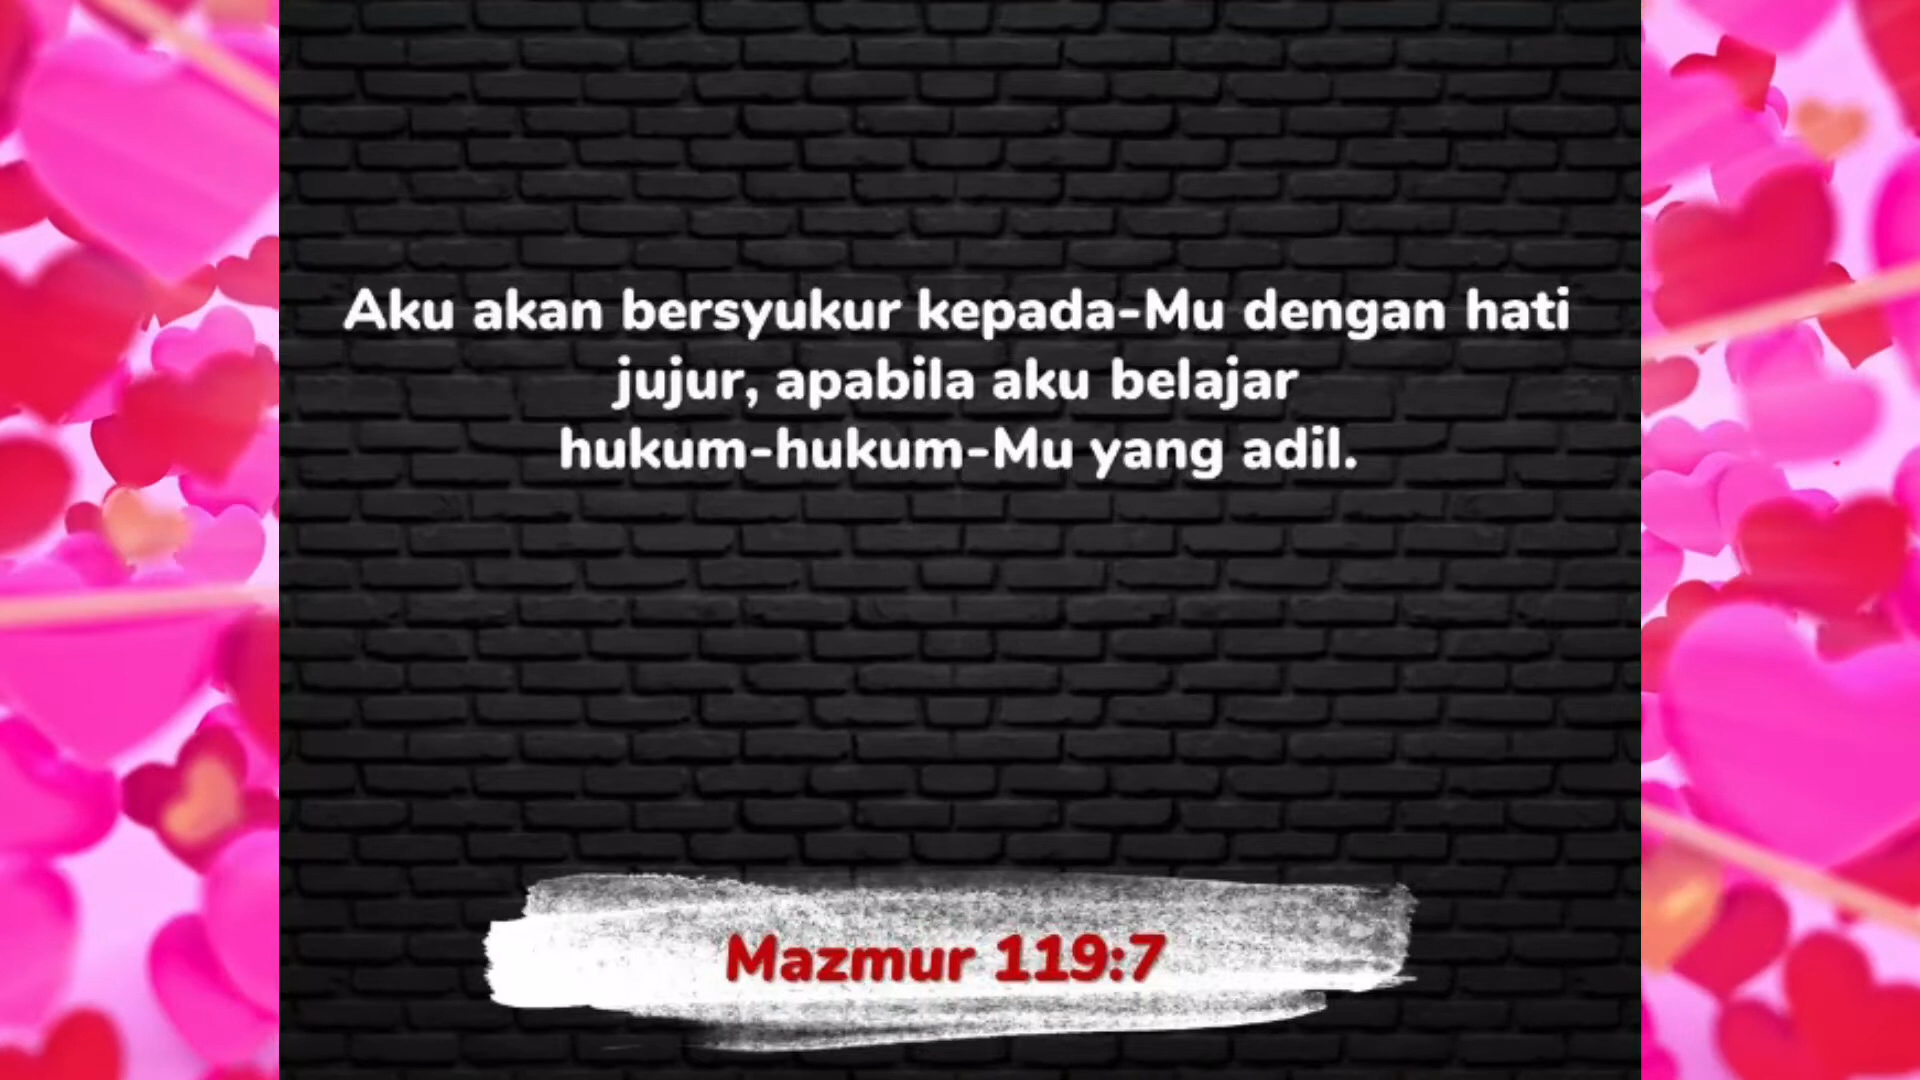 Aku akan bersyukur kepada-Mu dengan hati
jujur, apabila aku belajar
hukum-hukum-Mu yang adil.
Mazmur 119:7